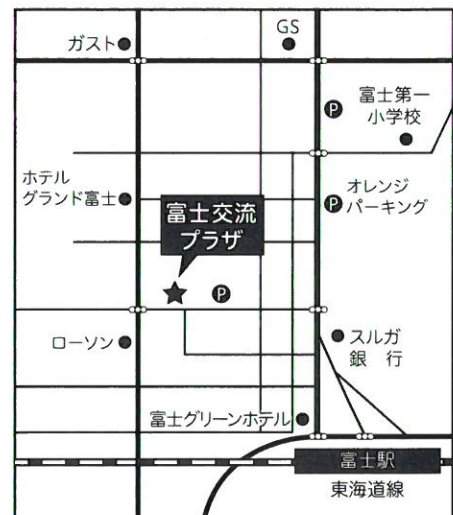 ガスト
GS
P
富士第一
小学校
ホテル
グランド富士
富士交流
プラザ
P
オレンジ
パーキング
P
ローソン
スルガ
銀 行
富士グリーンホテル
富士駅
東海道線